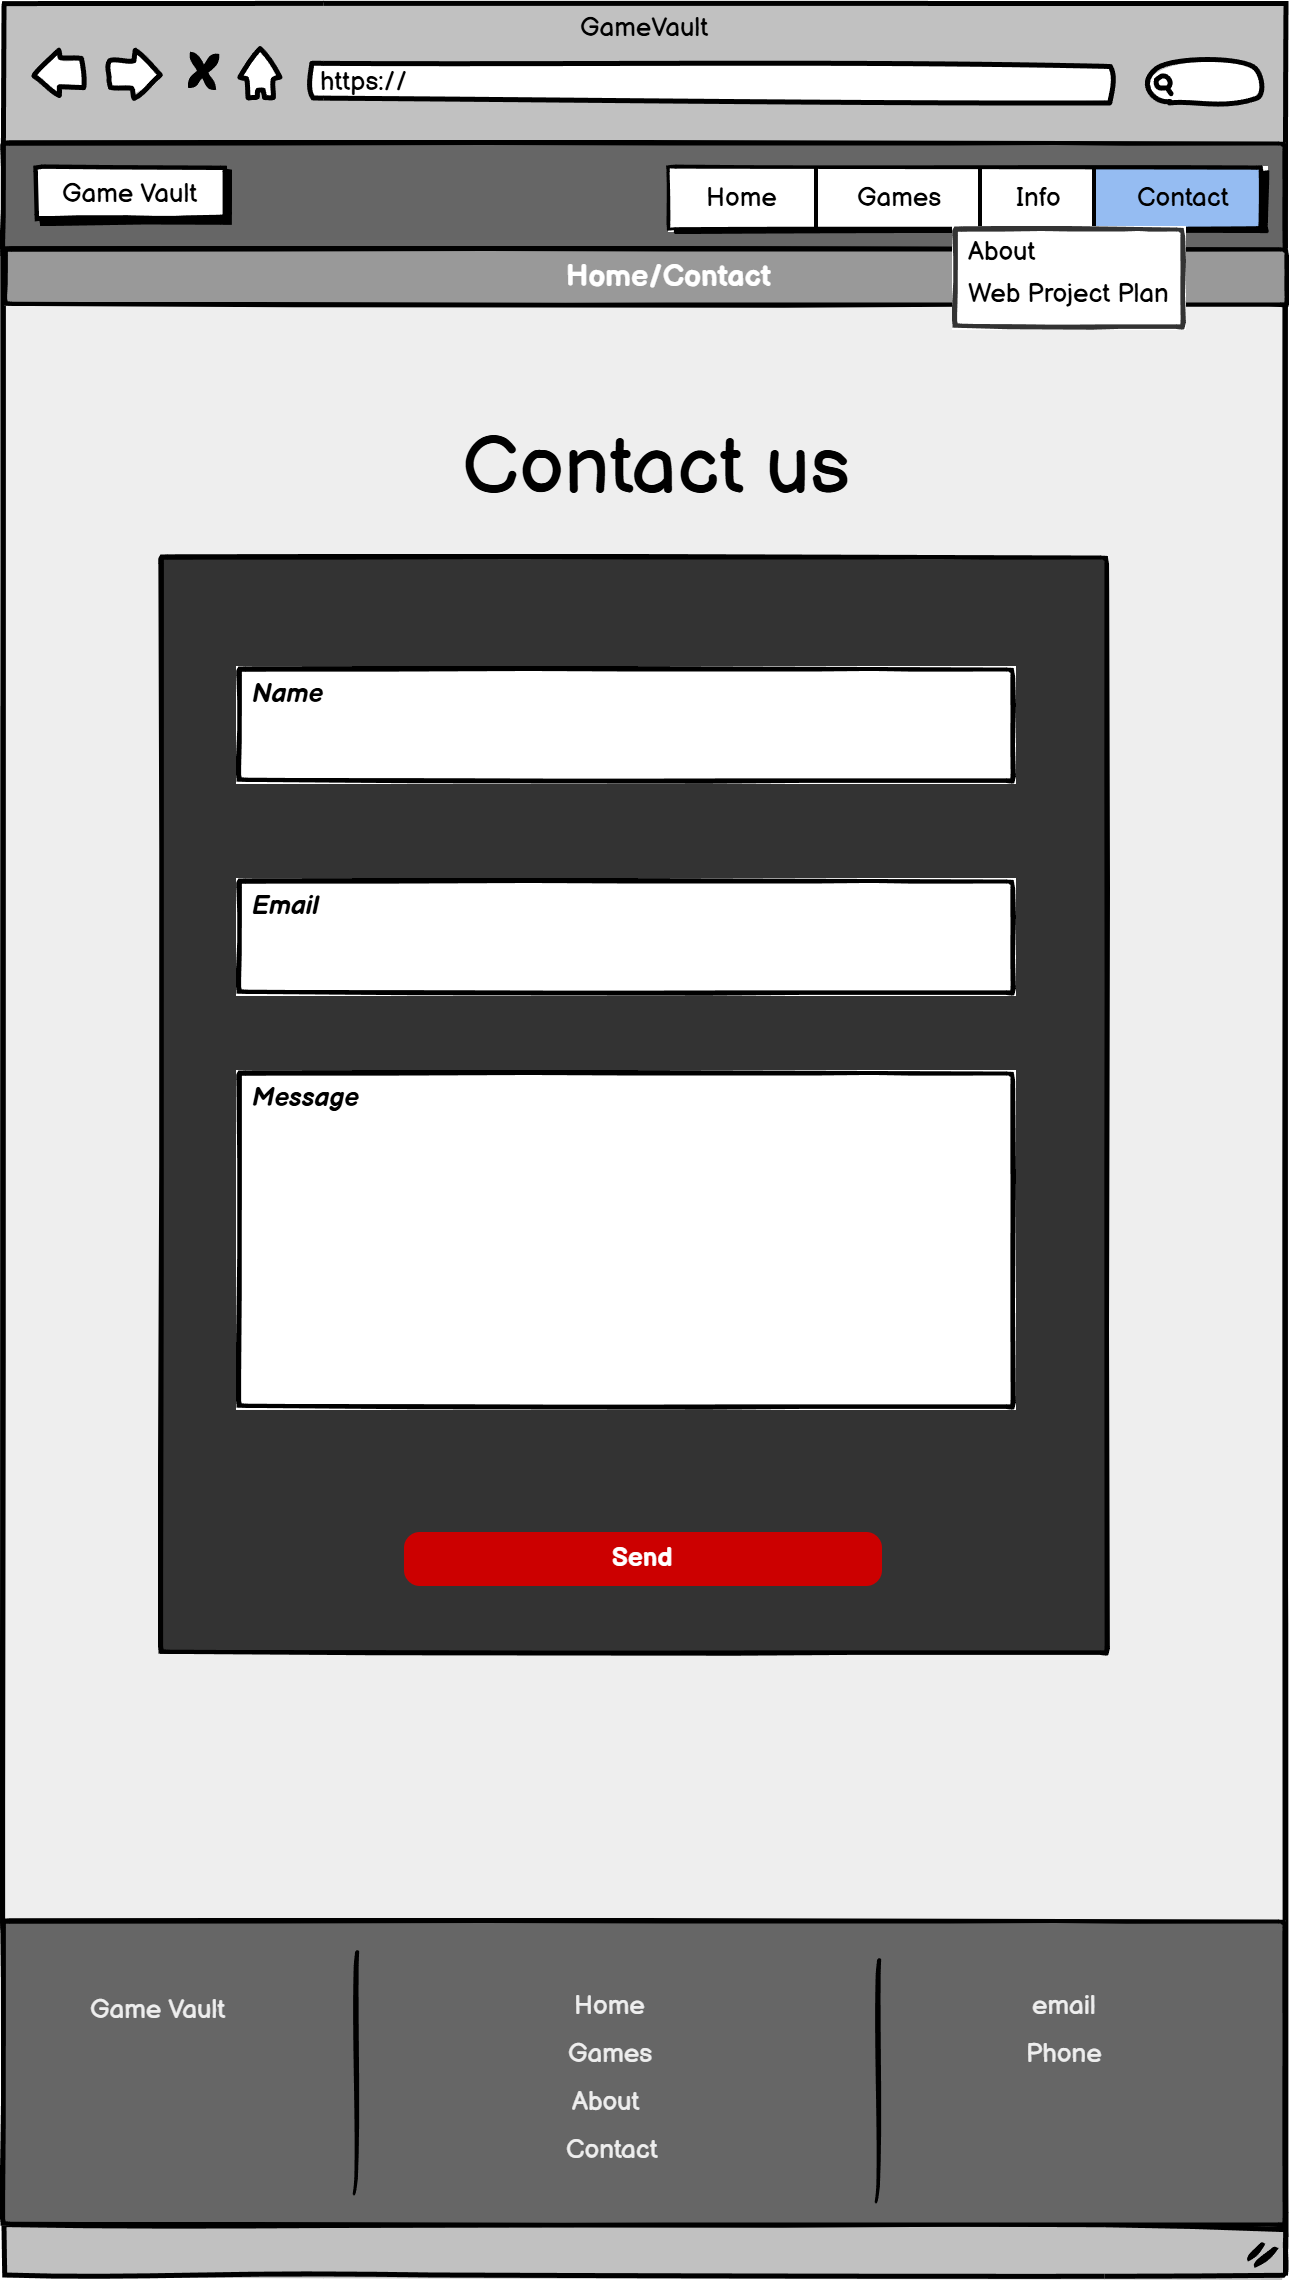 GameVault
https://
Game Vault
Home Games Info Contact
About
Web Project Plan
Home/Contact
Contact us
Name
Email
Message
Send
Game Vault
Home
Games
About
Contact
email
Phone